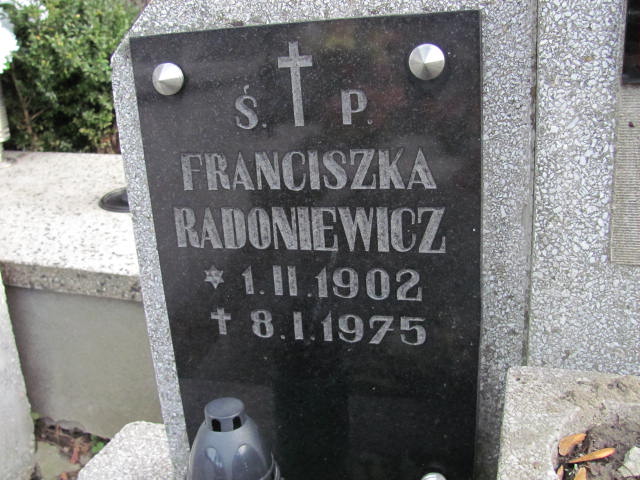 Ś. P.
FRANCISZKA
RADONIEWICZ
* 1.II.1902
† 8.I.1975